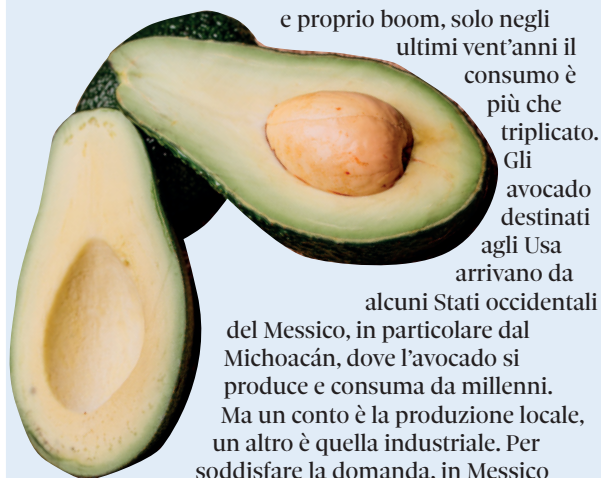 e proprio boom, solo negli
ultimi vent’anni il
consumo è
più che
triplicato.
Gli
avocado
destinati
agli Usa
arrivano da
alcuni Stati occidentali
del Messico, in particolare dal
Michoacán, dove l’avocado si
produce e consuma da millenni.
Ma un conto è la produzione locale,
un altro è quella industriale. Per
soddisfare la domanda, in Messico